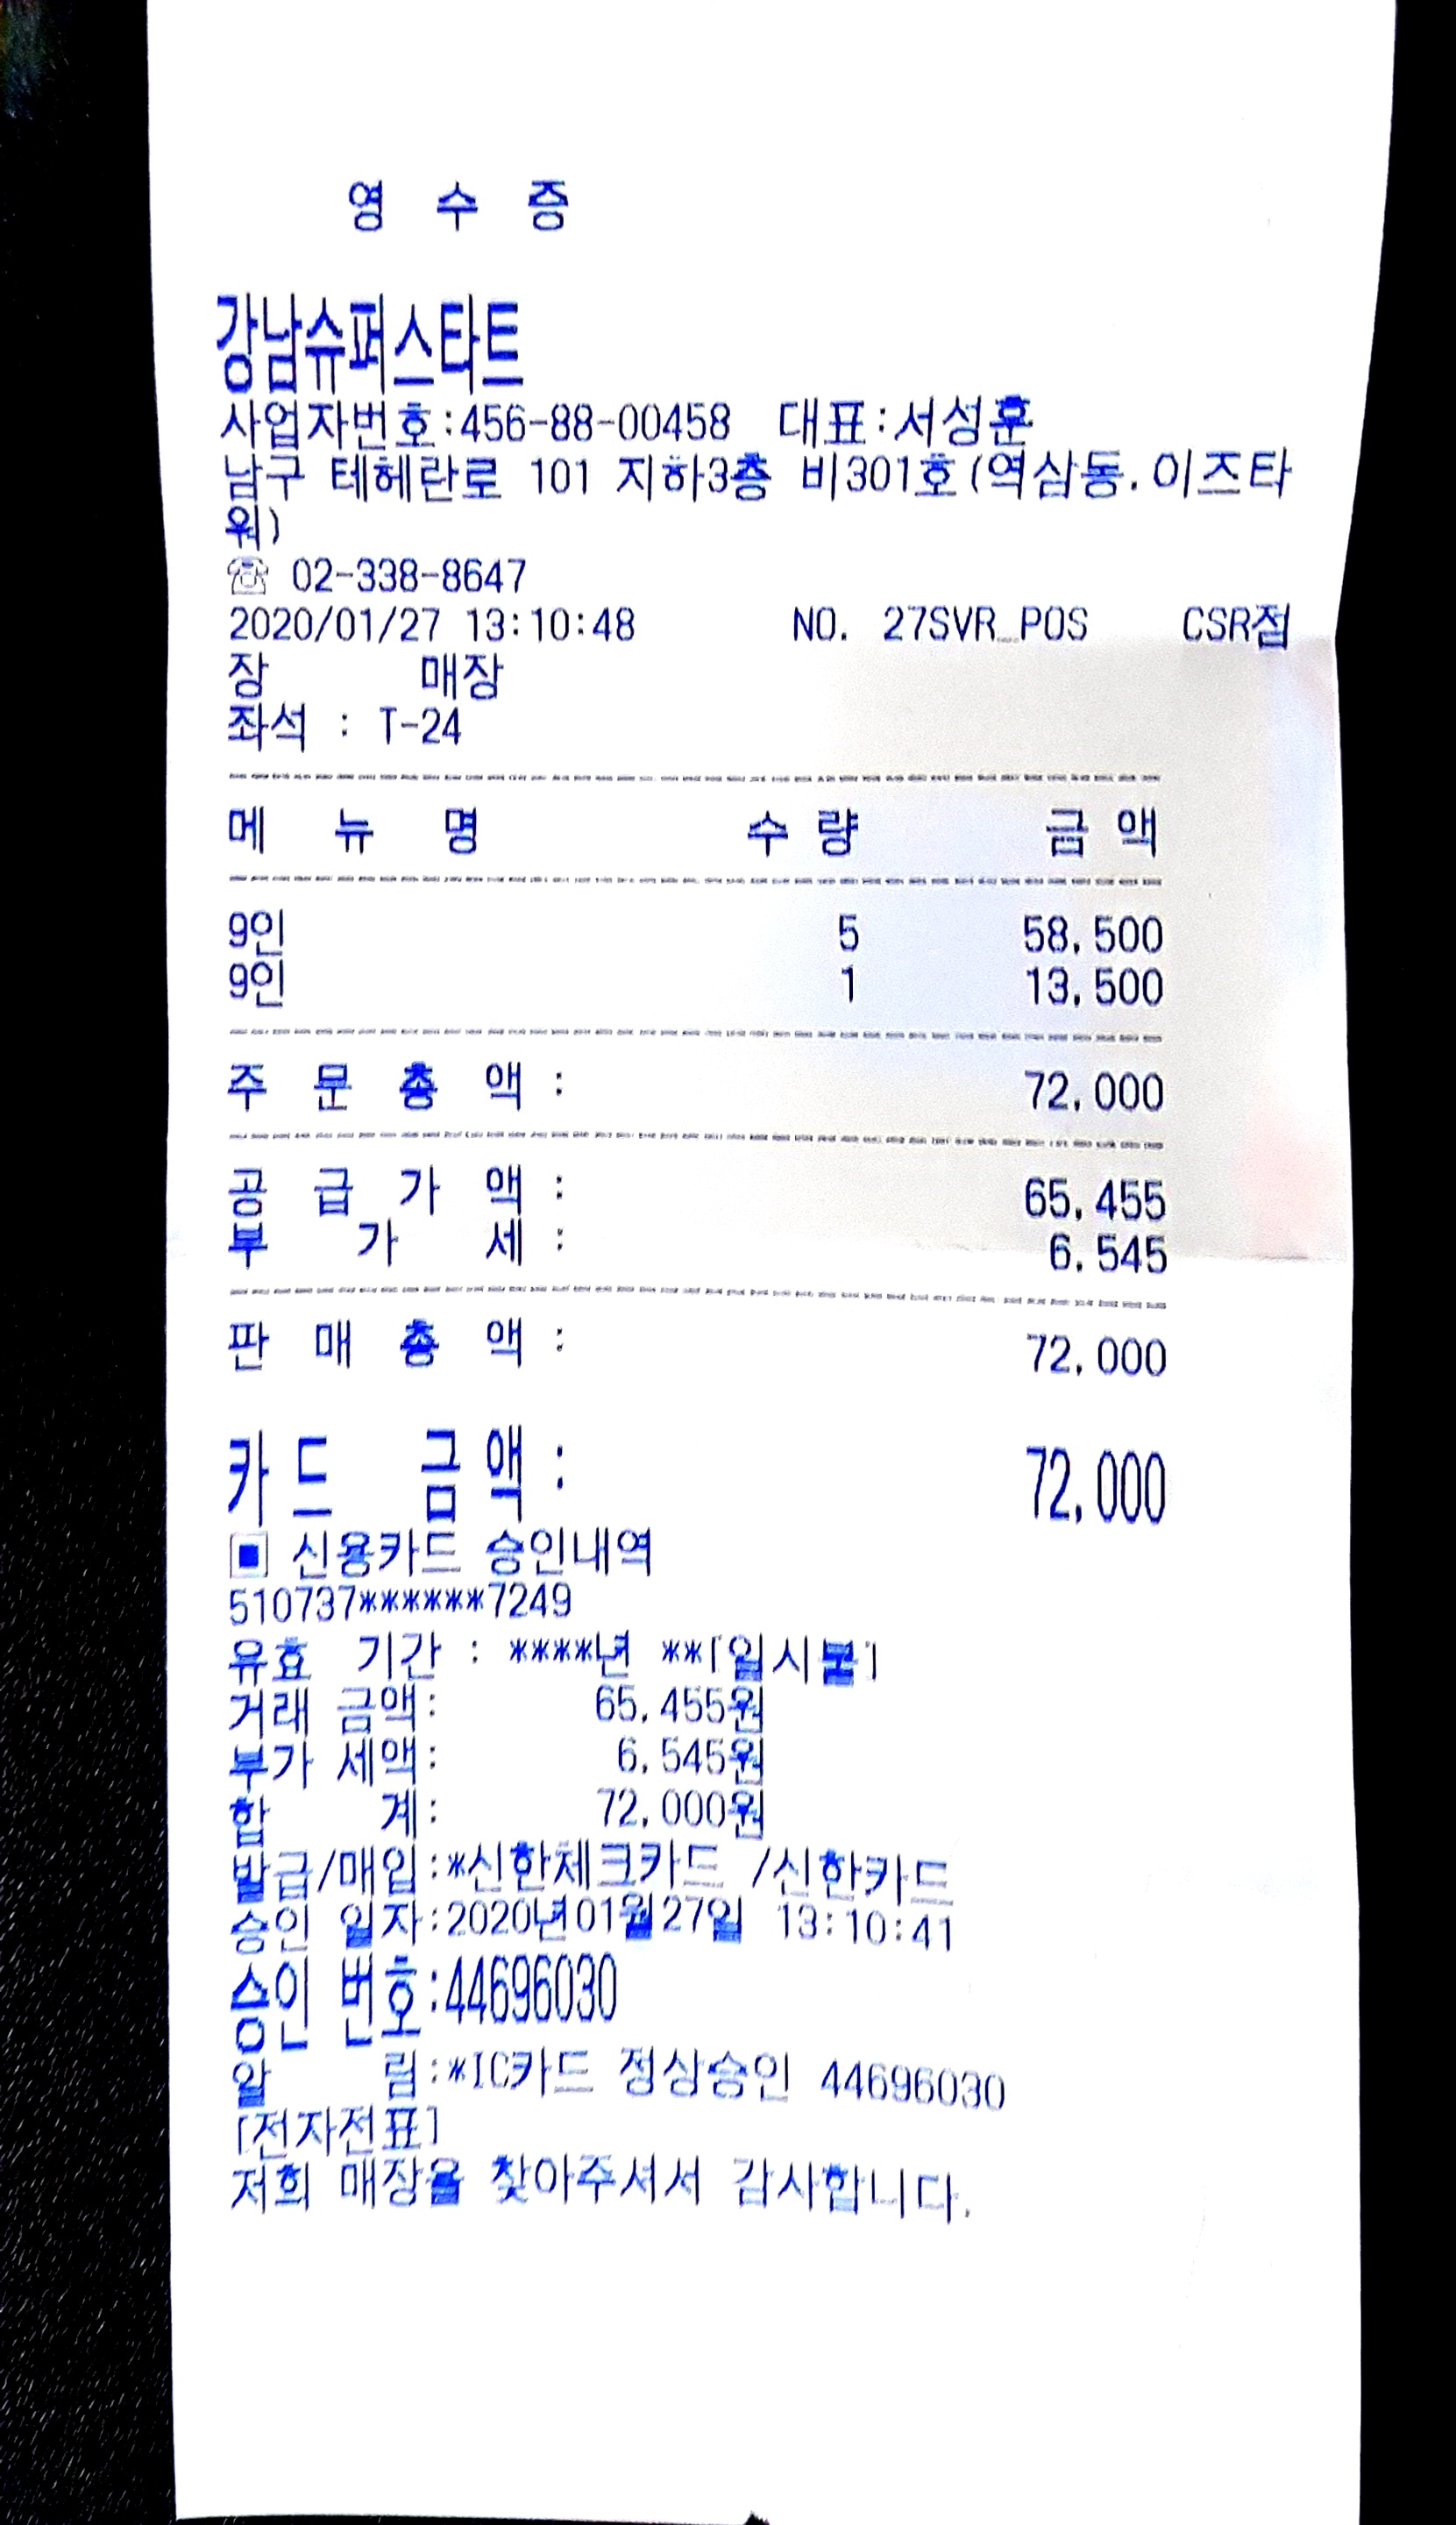 영 수 증
강남슈퍼스타트
사업자번호:456-88-00458 대표:서성훈
남구 테헤란로 101 지하3층 비301호(역삼동.이즈타
워)
☏ 02-338-8647
2020/01/27 13:10:48 NO. 27SVR_POS CSR점
장 매장
좌석 : T-24
메 뉴 명 수 량 금 액
9인 5 58,500
9인 1 13,500
주 문 총 액 : 72,000
공 급 가 액 : 65,455
부 가 세 : 6,545
판 매 총 액 : 72,000
카드 금액: 72,000
▣ 신용카드 승인내역
510737******7249
유효 기간 : ****년 **[일시불]
거래 금액: 65,455원
부가 세액: 6,545원
합 계: 72,000원
발급/매입:*신한체크카드 /신한카드
승인 일자:2020년01월27일 13:10:41
승인 번호:44696030
알 림:*IC카드 정상승인 44696030
[전자전표]
저희 매장을 찾아주셔서 감사합니다.